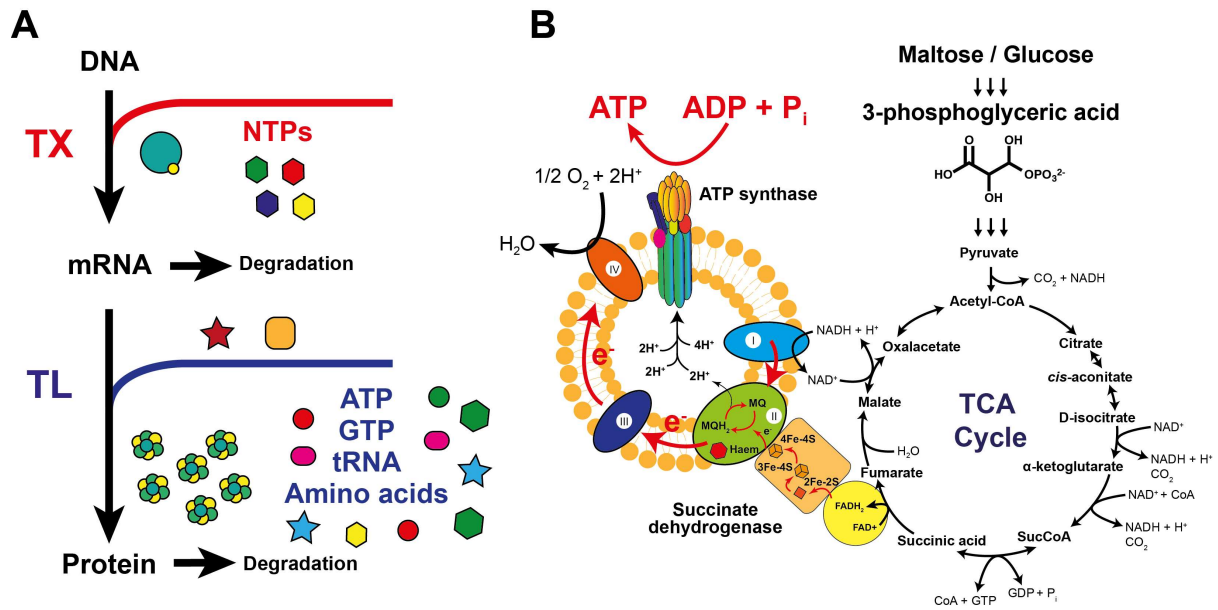 A
DNA
TX
NTPs
mRNA
Degradation
TL
ATP
GTP
tRNA
Amino acids
Protein
Degradation
B
Maltose / Glucose
3-phosphoglyceric acid
O
OH
HO
OPO₃²⁻
OH
Pyruvate
CO₂ + NADH
Acetyl-CoA
ATP
ADP + Pᵢ
1/2 O₂ + 2H⁺
ATP synthase
H₂O
IV
I
NADH + H⁺
NAD⁺
e⁻
2H⁺
4H⁺
2H⁺
2H⁺
III
e⁻
II
MQ
MQH₂
e⁻
Haem
4Fe-4S
3Fe-4S
2Fe-2S
FADH₂
FAD+
Succinate
dehydrogenase
Oxalacetate
Citrate
cis-aconitate
Malate
TCA
Cycle
D-isocitrate
NAD⁺
NADH + H⁺
CO₂
H₂O
Fumarate
α-ketoglutarate
NAD⁺ + CoA
NADH + H⁺
CO₂
Succinic acid
SucCoA
CoA + GTP
GDP + Pᵢ